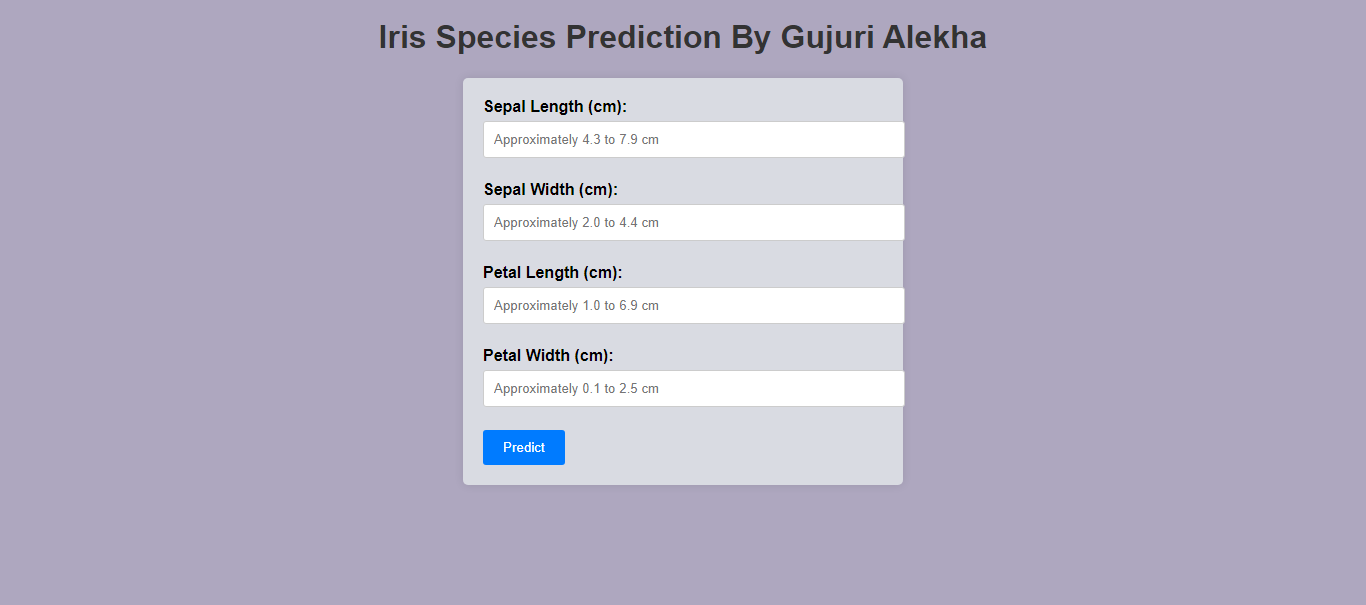 Iris Species Prediction By Gujuri Alekha
Sepal Length (cm):
Approximately 4.3 to 7.9 cm
Sepal Width (cm):
Approximately 2.0 to 4.4 cm
Petal Length (cm):
Approximately 1.0 to 6.9 cm
Petal Width (cm):
Approximately 0.1 to 2.5 cm
Predict